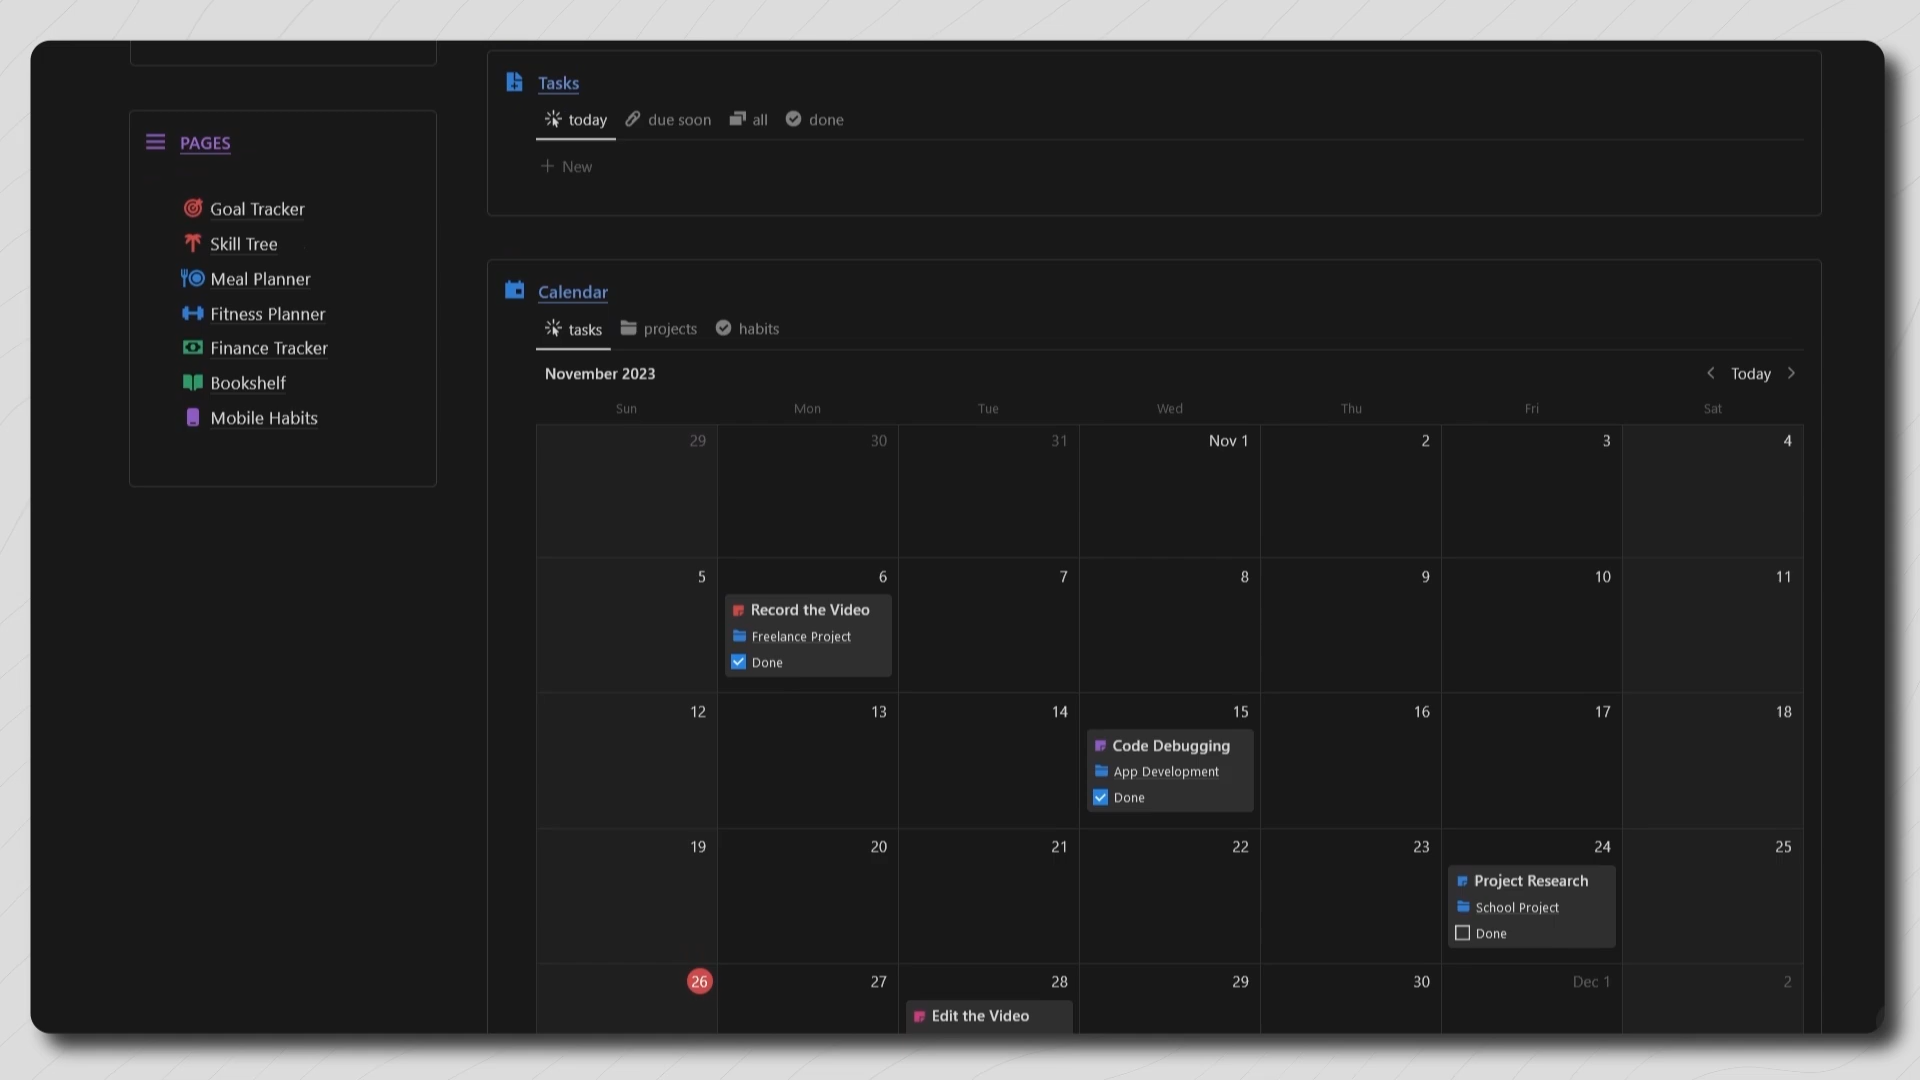 PAGES
Goal Tracker
Skill Tree
Meal Planner
Fitness Planner
Finance Tracker
Bookshelf
Mobile Habits
Tasks
today due soon all done
+ New
Calendar
tasks projects habits
November 2023
< Today >
Sun Mon Tue Wed Thu Fri Sat
29 30 31 Nov 1 2 3 4
5 6 7 8 9 10 11
Record the Video
Freelance Project
Done
12 13 14 15 16 17 18
Code Debugging
App Development
Done
19 20 21 22 23 24 25
Project Research
School Project
Done
26 27 28 29 30 Dec 1 2
Edit the Video